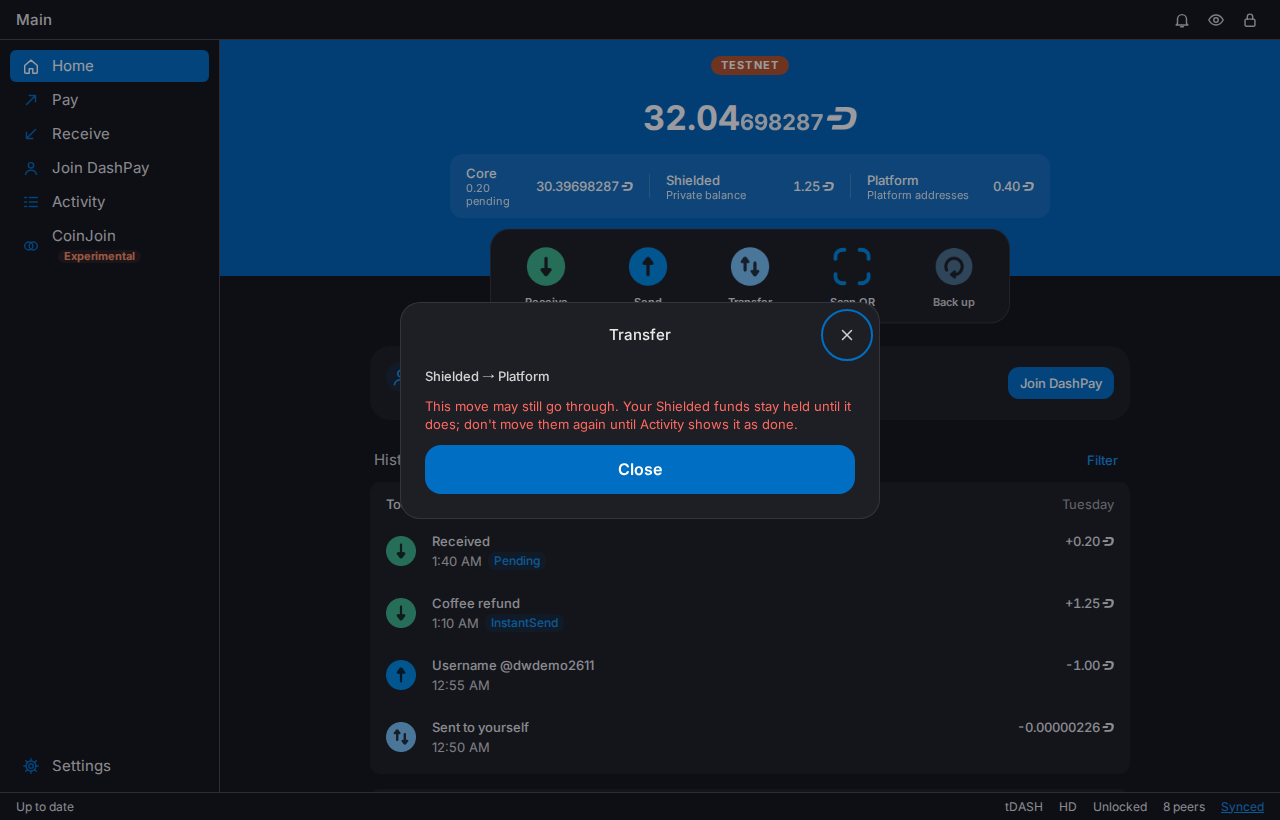 Main
Home
Pay
Receive
Join DashPay
Activity
CoinJoin
Experimental
Settings
TESTNET
32.04698287
Core
0.20
pending
30.39698287
Shielded
Private balance
1.25
Platform
Platform addresses
0.40
Receive
Send
Transfer
Scan QR
Back up
Transfer
Shielded → Platform
This move may still go through. Your Shielded funds stay held until it
does; don't move them again until Activity shows it as done.
Close
Join DashPay
Filter
Tuesday
Received
+0.20
1:40 AM Pending
Coffee refund
+1.25
1:10 AM InstantSend
Username @dwdemo2611
-1.00
12:55 AM
Sent to yourself
-0.00000226
12:50 AM
Up to date
tDASH HD Unlocked 8 peers Synced